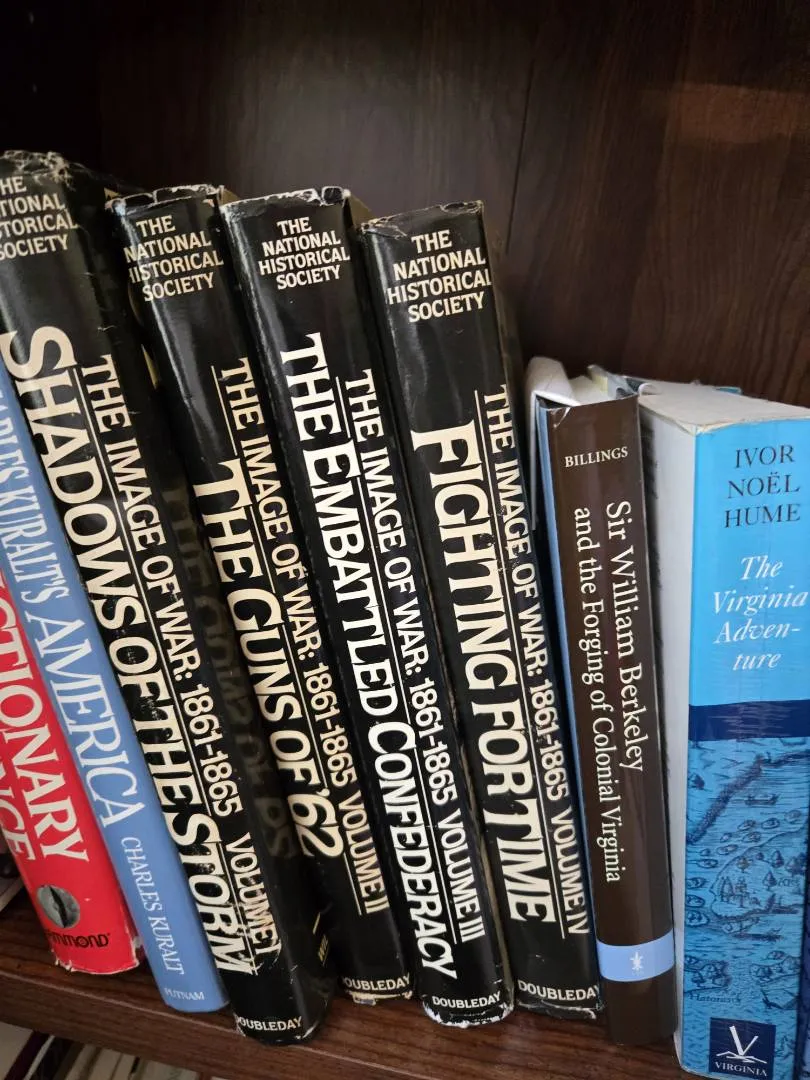 CTIONARY
NCE
HAMMOND
CHARLES KURALT'S AMERICA
CHARLES KURALT
PUTNAM
THE
NATIONAL
HISTORICAL
SOCIETY
THE IMAGE OF WAR: 1861-1865 VOLUME I
SHADOWS OF THE STORM
DOUBLEDAY
THE
NATIONAL
HISTORICAL
SOCIETY
THE IMAGE OF WAR: 1861-1865 VOLUME II
THE GUNS OF '62
DOUBLEDAY
THE
NATIONAL
HISTORICAL
SOCIETY
THE IMAGE OF WAR: 1861-1865 VOLUME III
THE EMBATTLED CONFEDERACY
DOUBLEDAY
THE
NATIONAL
HISTORICAL
SOCIETY
THE IMAGE OF WAR: 1861-1865 VOLUME IV
FIGHTING FOR TIME
DOUBLEDAY
BILLINGS
Sir William Berkeley
and the Forging of Colonial Virginia
IVOR
NOËL
HUME
The
Virginia
Adven-
ture
VIRGINIA